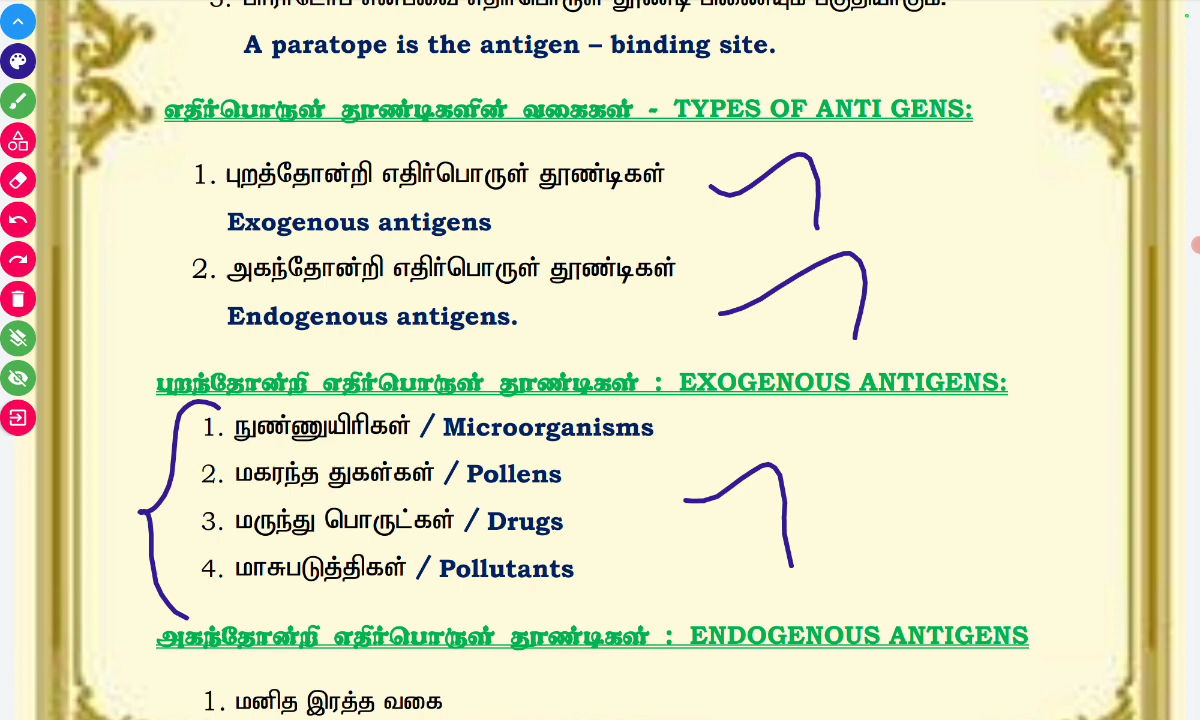 A paratope is the antigen – binding site.
எதிர்பொருள் தூண்டிகளின் வகைகள் - TYPES OF ANTI GENS:
1. புறத்தோன்றி எதிர்பொருள் தூண்டிகள்
Exogenous antigens
2. அகந்தோன்றி எதிர்பொருள் தூண்டிகள்
Endogenous antigens.
புறந்தோன்றி எதிர் பொருள் தூண்டிகள் : EXOGENOUS ANTIGENS:
1. நுண்ணுயிரிகள் / Microorganisms
2. மகரந்த துகள்கள் / Pollens
3. மருந்து பொருட்கள் / Drugs
4. மாசுபடுத்திகள் / Pollutants
அகந்தோன்றி எதிர்பொருள் தூண்டிகள் : ENDOGENOUS ANTIGENS
1. மனித இரத்த வகை